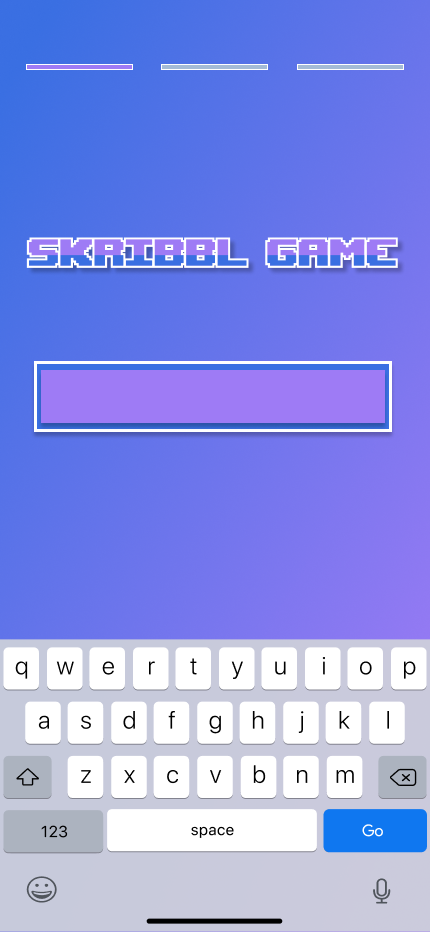 SKRIBBL GAME
q w e r t y u i o p
a s d f g h j k l
z x c v b n m
123 space Go